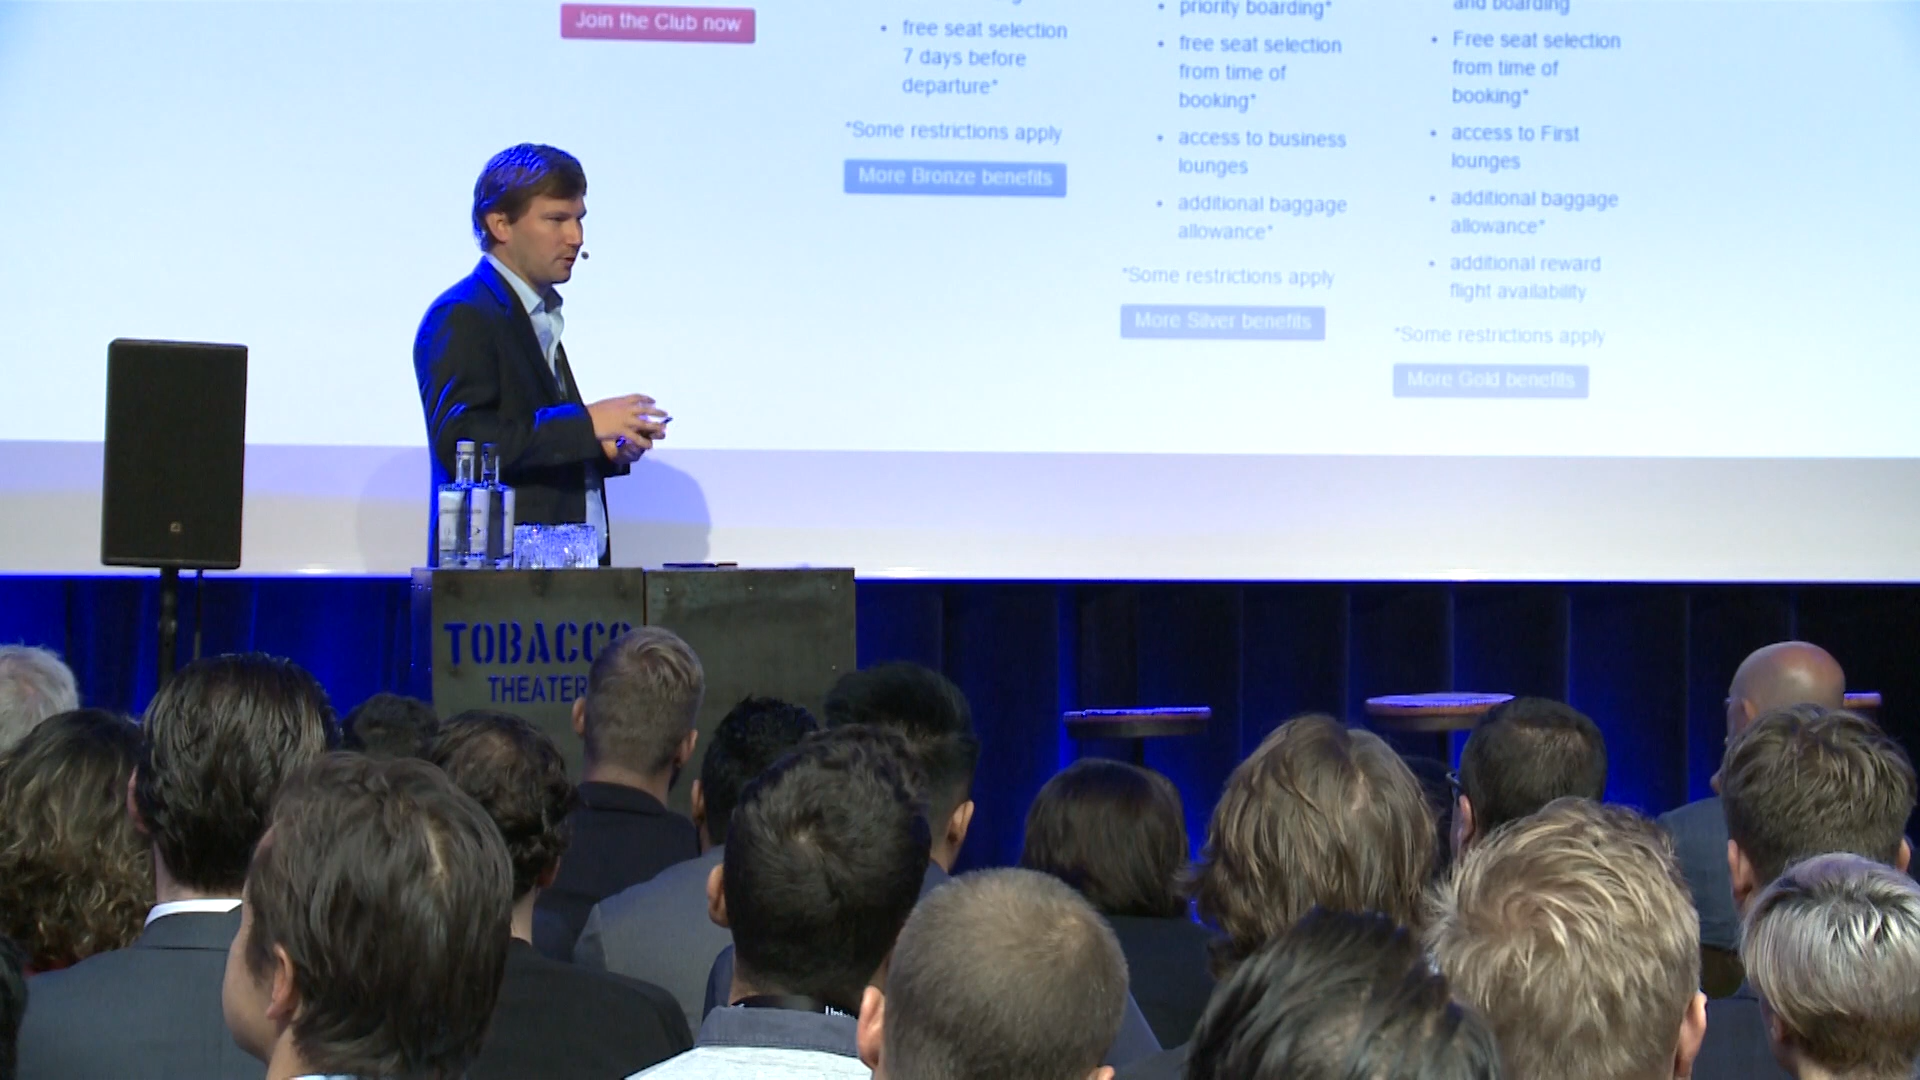 Join the Club now
• free seat selection
7 days before
departure*
*Some restrictions apply
More Bronze benefits
priority boarding*
• free seat selection
from time of
booking*
• access to business
lounges
• additional baggage
allowance*
*Some restrictions apply
More Silver benefits
and boarding
• Free seat selection
from time of
booking*
• access to First
lounges
• additional baggage
allowance*
• additional reward
flight availability
*Some restrictions apply
More Gold benefits
TOBACCO
THEATER